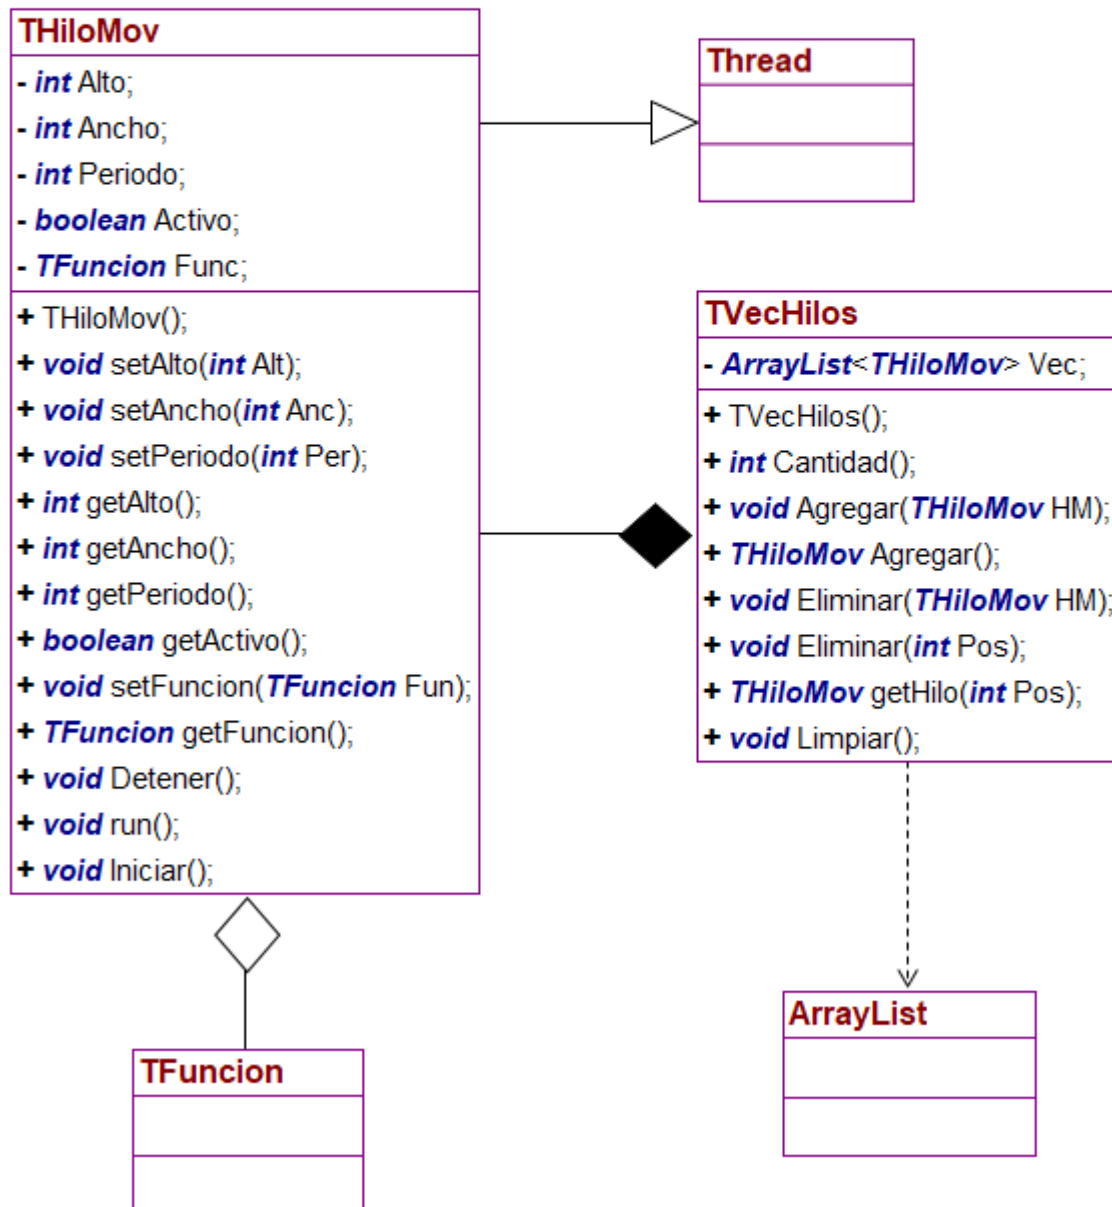 THiloMov
- int Alto;
- int Ancho;
- int Periodo;
- boolean Activo;
- TFuncion Func;
+ THiloMov();
+ void setAlto(int Alt);
+ void setAncho(int Anc);
+ void setPeriodo(int Per);
+ int getAlto();
+ int getAncho();
+ int getPeriodo();
+ boolean getActivo();
+ void setFuncion(TFuncion Fun);
+ TFuncion getFuncion();
+ void Detener();
+ void run();
+ void Iniciar();
Thread
TVecHilos
- ArrayList<THiloMov> Vec;
+ TVecHilos();
+ int Cantidad();
+ void Agregar(THiloMov HM);
+ THiloMov Agregar();
+ void Eliminar(THiloMov HM);
+ void Eliminar(int Pos);
+ THiloMov getHilo(int Pos);
+ void Limpiar();
TFuncion
ArrayList